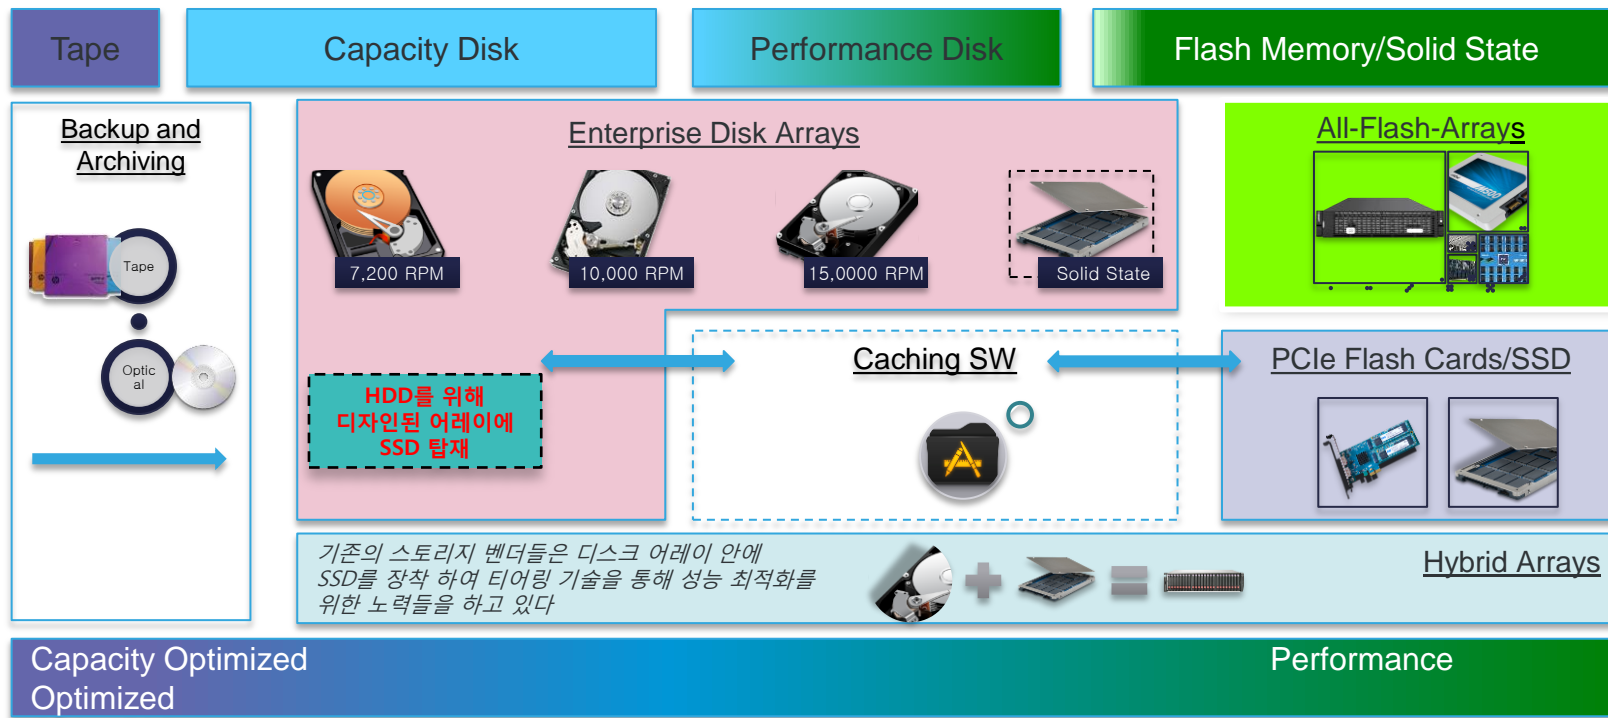 Tape
Capacity Disk
Performance Disk
Flash Memory/Solid State
Backup and
Archiving
Tape
Optic
al
Enterprise Disk Arrays
7,200 RPM
10,000 RPM
15,0000 RPM
Solid State
All-Flash-Arrays
M500
HDD를 위해
디자인된 어레이에
SSD 탑재
Caching SW
PCIe Flash Cards/SSD
기존의 스토리지 벤더들은 디스크 어레이 안에
SSD를 장착 하여 티어링 기술을 통해 성능 최적화를
위한 노력들을 하고 있다
Hybrid Arrays
Capacity Optimized
Performance
Optimized